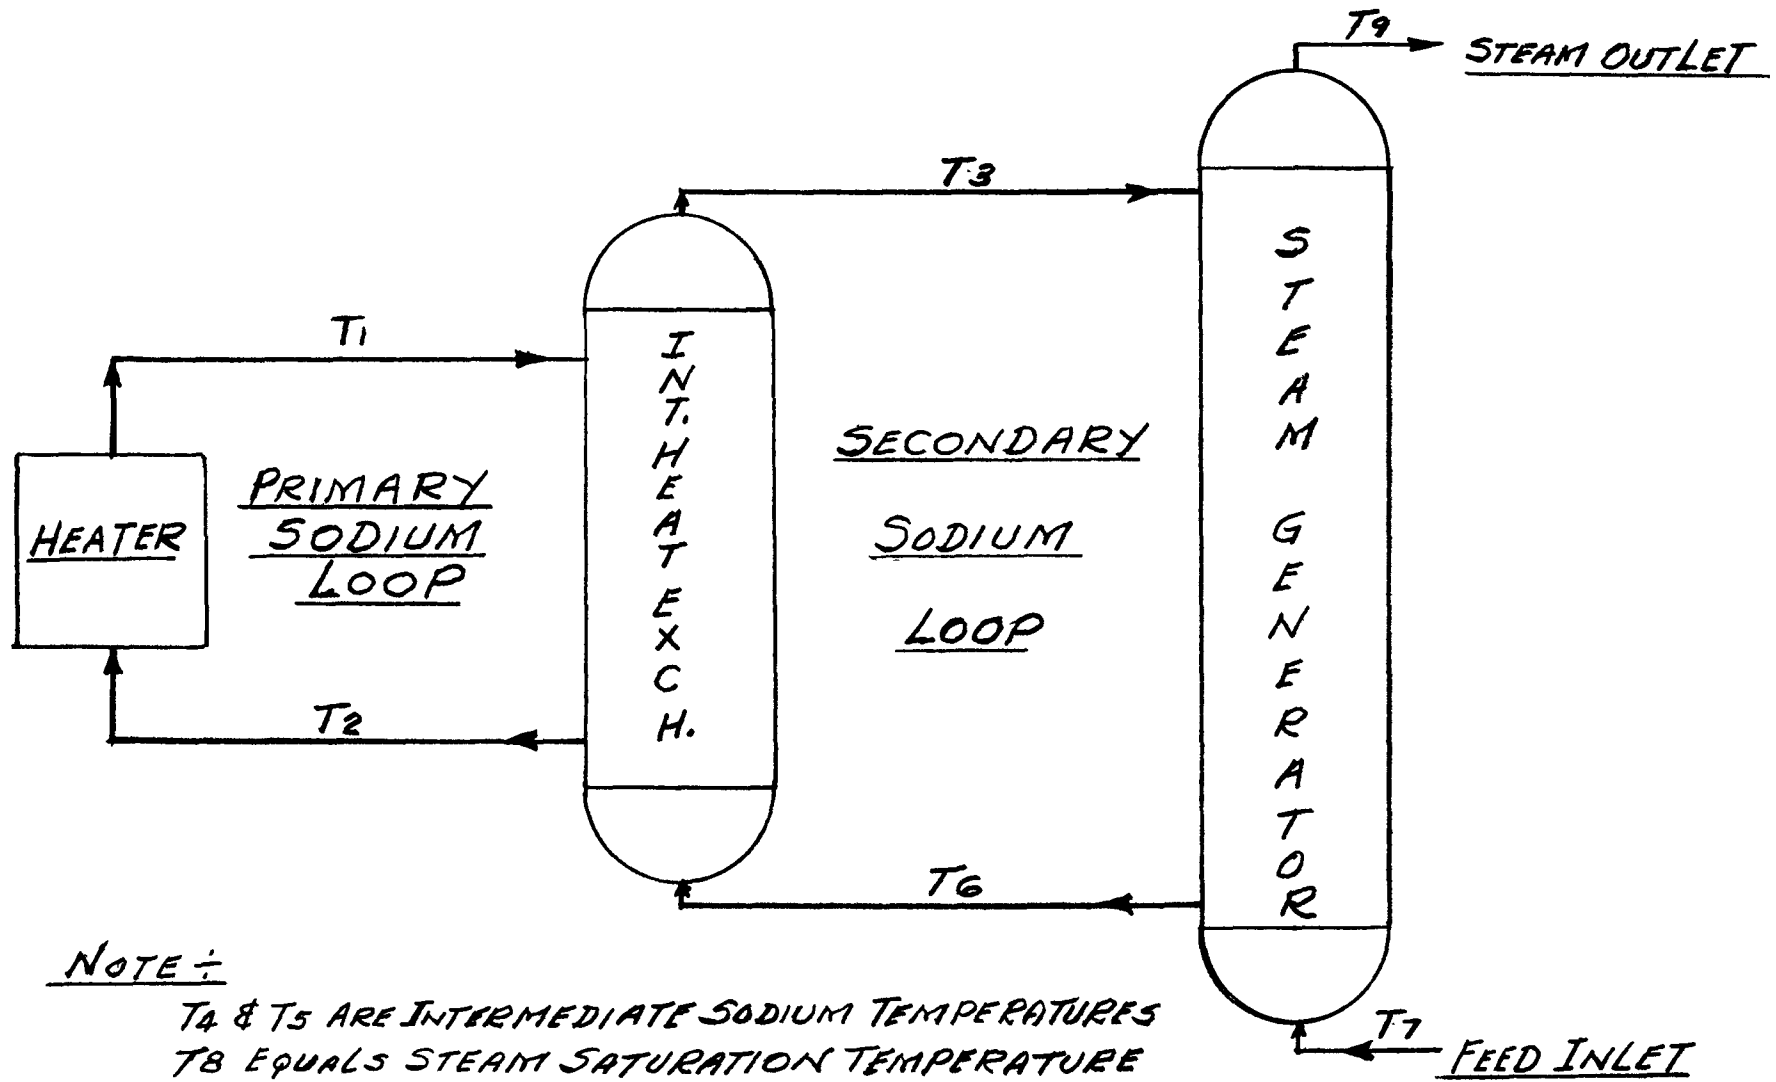 T9
STEAM OUTLET
T3
T1
INT. HEAT EXCH.
STEAM GENERATOR
PRIMARY
SODIUM
LOOP
SECONDARY
SODIUM
LOOP
HEATER
T2
T6
NOTE ÷
T4 & T5 ARE INTERMEDIATE SODIUM TEMPERATURES
T8 EQUALS STEAM SATURATION TEMPERATURE
T7
FEED INLET